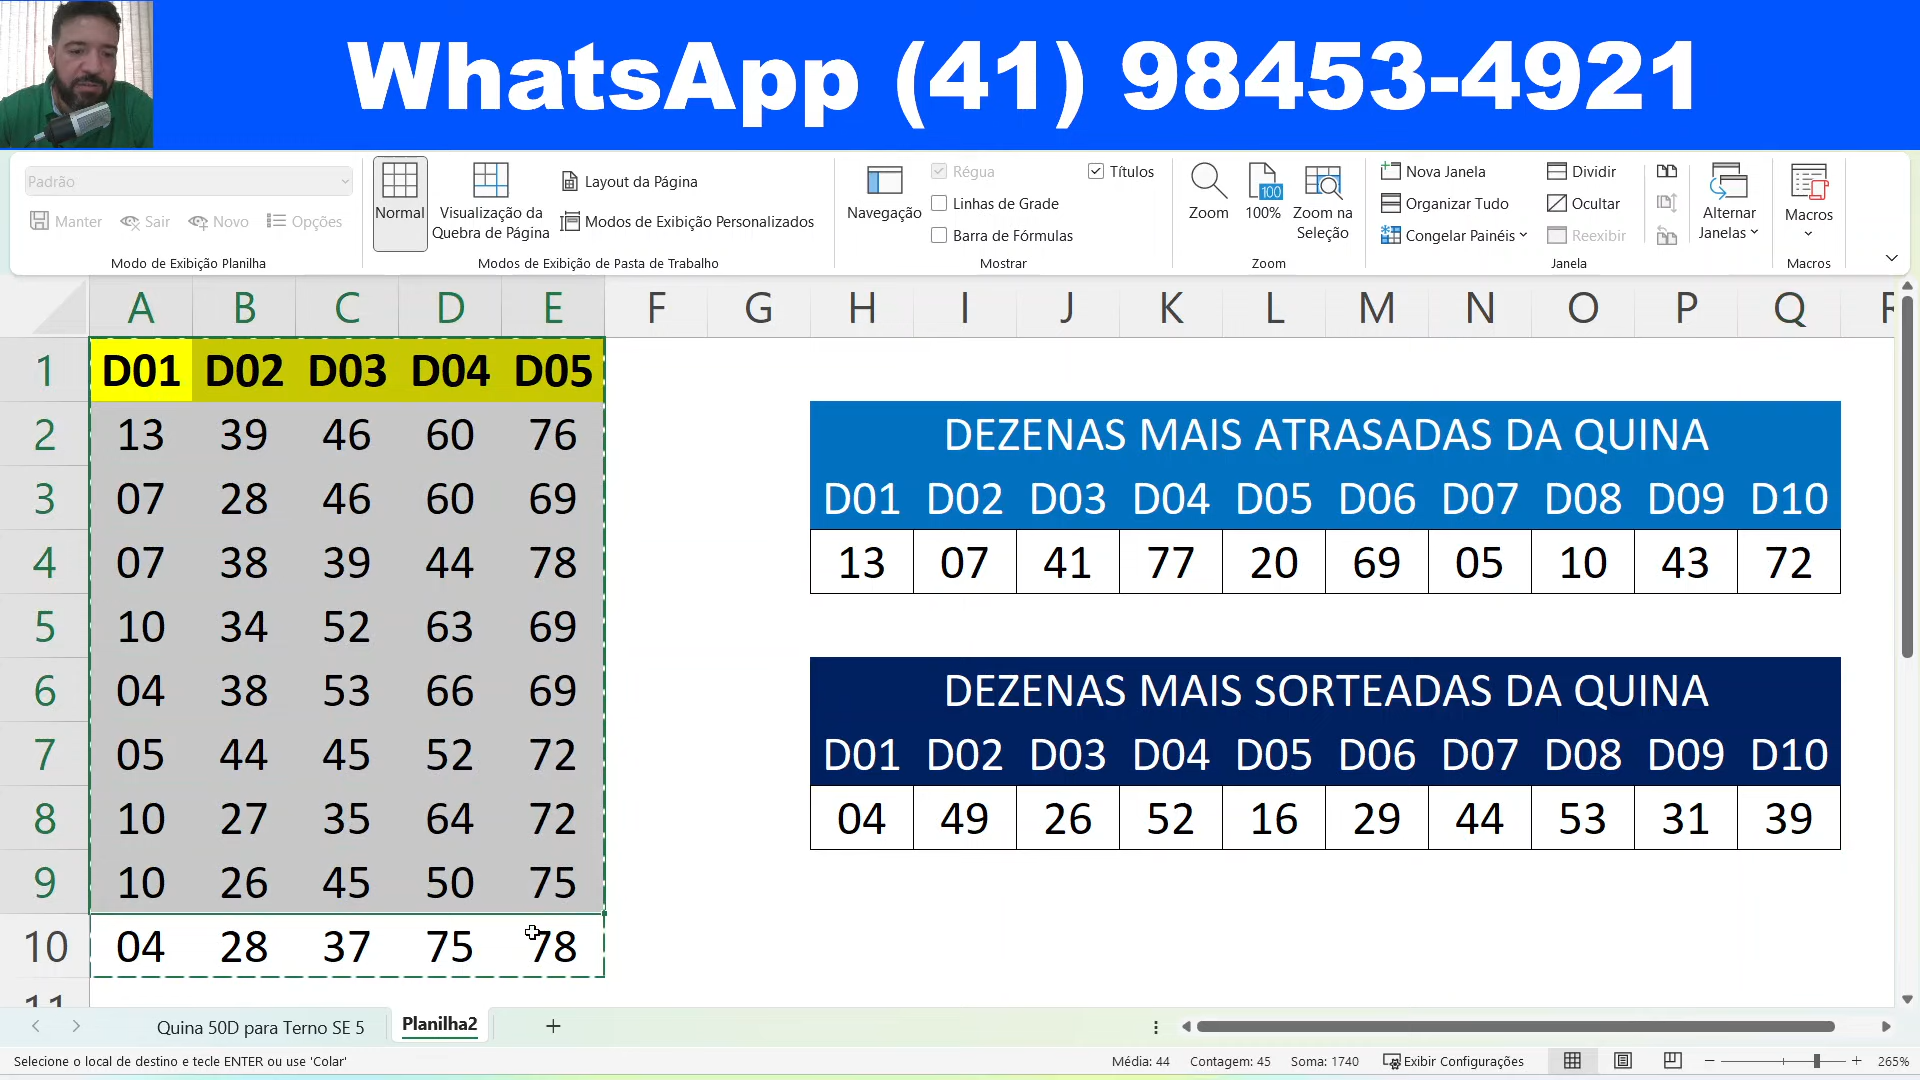 WhatsApp (41) 98453-4921
Padrão
Manter Sair Novo Opções
Modo de Exibição Planilha
Normal
Visualização da
Quebra de Página
Layout da Página
Modos de Exibição Personalizados
Modos de Exibição de Pasta de Trabalho
Navegação
Régua
Títulos
Linhas de Grade
Barra de Fórmulas
Mostrar
Zoom
100
100%
Zoom na
Seleção
Zoom
Nova Janela
Organizar Tudo
Congelar Painéis
Dividir
Ocultar
Reexibir
Janela
Alternar
Janelas
Macros
Macros
A B C D E F G H I J K L M N O P Q R
1 D01 D02 D03 D04 D05
2 13 39 46 60 76
3 07 28 46 60 69
4 07 38 39 44 78
5 10 34 52 63 69
6 04 38 53 66 69
7 05 44 45 52 72
8 10 27 35 64 72
9 10 26 45 50 75
10 04 28 37 75 78
11
DEZENAS MAIS ATRASADAS DA QUINA
D01 D02 D03 D04 D05 D06 D07 D08 D09 D10
13 07 41 77 20 69 05 10 43 72
DEZENAS MAIS SORTEADAS DA QUINA
D01 D02 D03 D04 D05 D06 D07 D08 D09 D10
04 49 26 52 16 29 44 53 31 39
Quina 50D para Terno SE 5 Planilha2
Selecione o local de destino e tecle ENTER ou use 'Colar' Média: 44 Contagem: 45 Soma: 1740 Exibir Configurações 265%